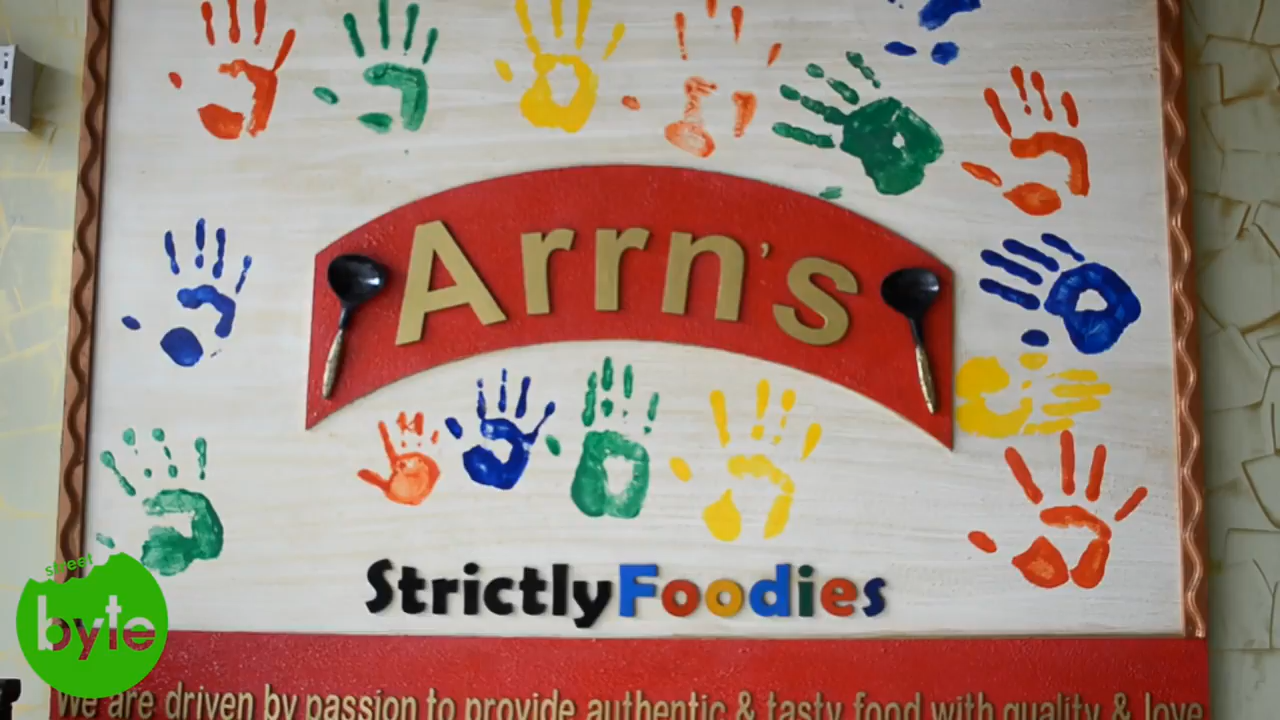 Arrn's
StrictlyFoodies
street
byte
We are driven by passion to provide authentic & tasty food with quality & love